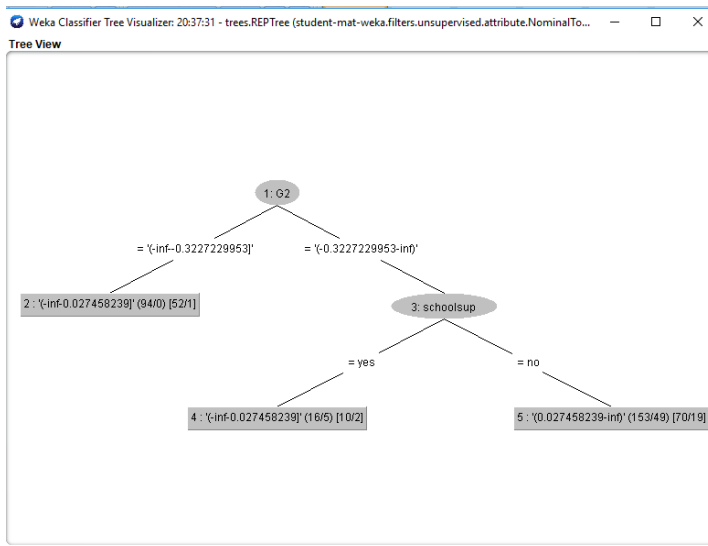 Weka Classifier Tree Visualizer: 20:37:31 - trees.REPTree (student-mat-weka.filters.unsupervised.attribute.NominalTo...
Tree View
1: G2
= '(-inf--0.3227229953]' = '(-0.3227229953-inf)'
2 : '(-inf-0.027458239]' (94/0) [52/1]
3: schoolsup
= yes = no
4 : '(-inf-0.027458239]' (16/5) [10/2]
5 : '(0.027458239-inf)' (153/49) [70/19]